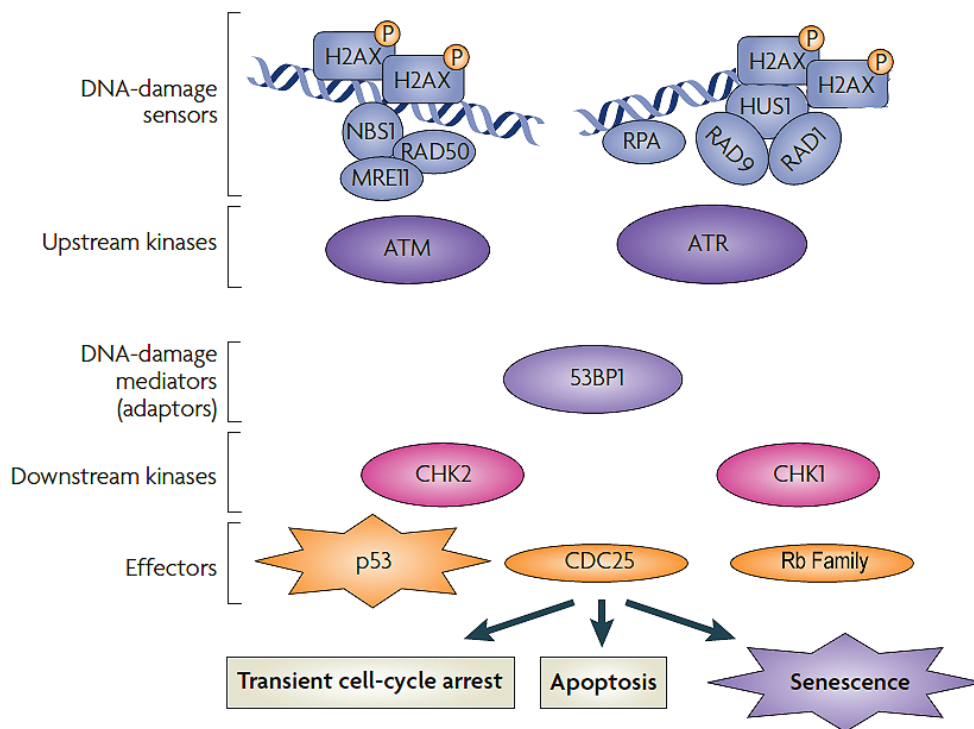 DNA-damage
sensors
P
H2AX
P
H2AX
NBS1
RAD50
MRE11
P
H2AX
P
H2AX
HUS1
RPA
RAD9
RAD1
Upstream kinases
ATM
ATR
DNA-damage
mediators
(adaptors)
53BP1
Downstream kinases
CHK2
CHK1
Effectors
p53
CDC25
Rb Family
Transient cell-cycle arrest
Apoptosis
Senescence